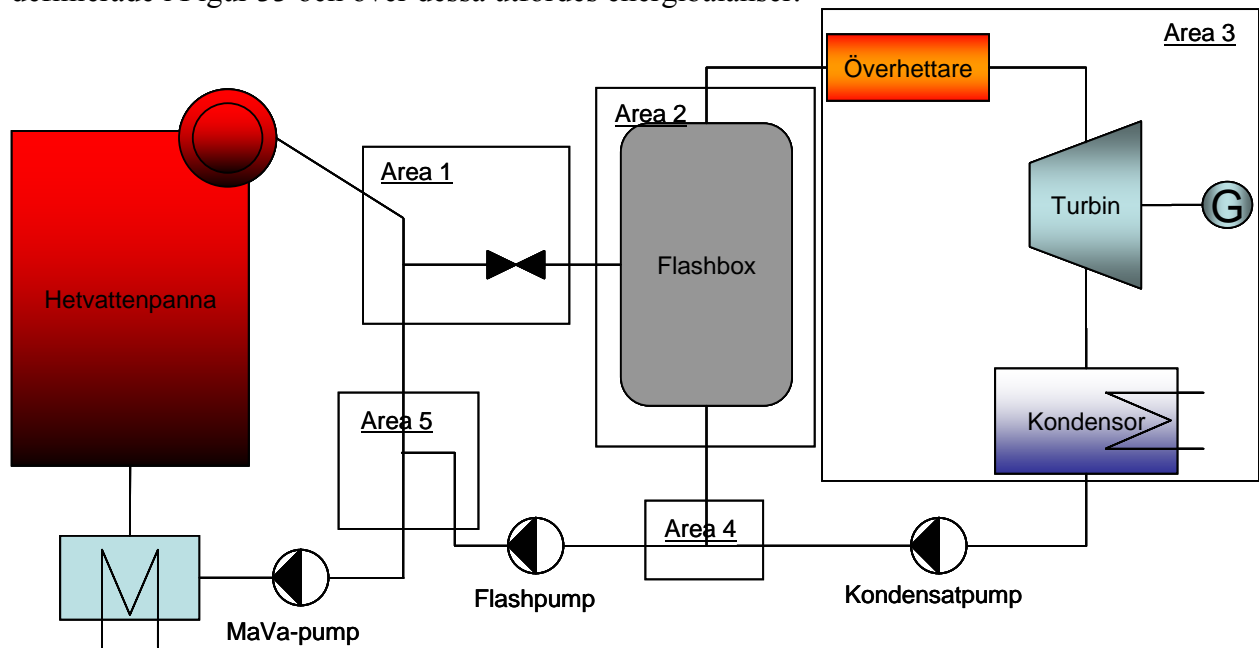 definierade i Figur 35 och över dessa utfördes energibalanser.
Area 3
Överhettare
Area 2
Area 1
Turbin
G
Flashbox
Hetvattenpanna
Area 5
Kondensor
Area 4
Flashpump
Kondensatpump
MaVa-pump